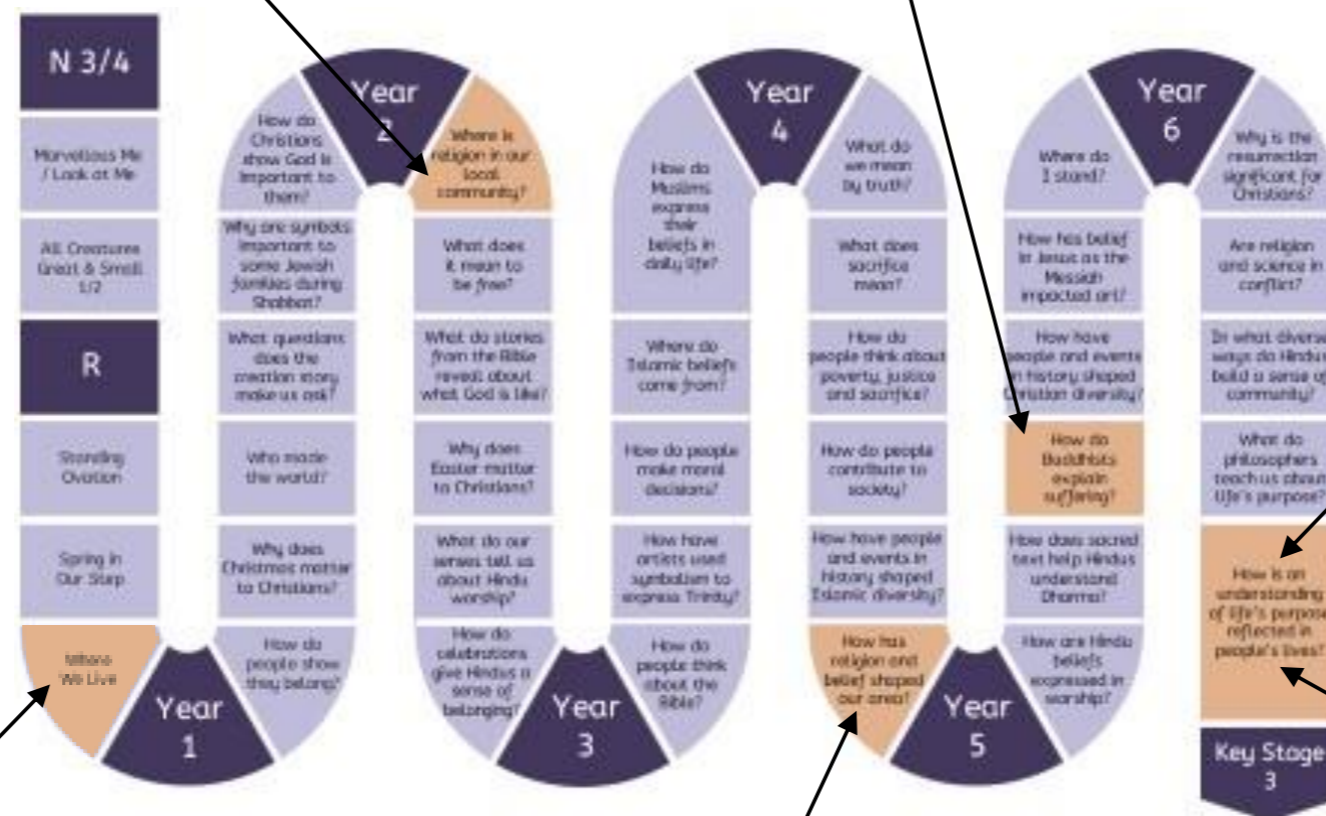 N 3/4
Marvellous Me
/ Look at Me
All Creatures
Great & Small
1/2
R
Standing
Ovation
Spring in
Our Step
Where
We Live
Year
1
How do
people show
they belong?
Why does
Christmas matter
to Christians?
Who made
the world?
What questions
does the
creation story
make us ask?
Why are symbols
important to
some Jewish
families during
Shabbat?
How do
Christians
show God is
important to
them?
Year
2
Where is
religion in our
local
community?
What does
it mean to
be free?
What do stories
from the Bible
reveal about
what God is like?
Why does
Easter matter
to Christians?
What do our
senses tell us
about Hindu
worship?
How do
celebrations
give Hindus a
sense of
belonging?
Year
3
How do
people think
about the
Bible?
How have
artists used
symbolism to
express Trinity?
How do people
make moral
decisions?
Where do
Islamic beliefs
come from?
How do
Muslims
express
their
beliefs in
daily life?
Year
4
What do
we mean
by truth?
What does
sacrifice
mean?
How do
people think about
poverty, justice
and sacrifice?
How do people
contribute to
society?
How have people
and events in
history shaped
Islamic diversity?
How has
religion and
belief shaped
our area?
Year
5
How are Hindu
beliefs
expressed in
worship?
How does sacred
text help Hindus
understand
Dharma?
How do
Buddhists
explain
suffering?
How have
people and events
in history shaped
Christian diversity?
How has belief
in Jesus as the
Messiah
impacted art?
Where do
I stand?
Year
6
Why is the
resurrection
significant for
Christians?
Are religion
and science in
conflict?
In what diverse
ways do Hindus
build a sense of
community?
What do
philosophers
teach us about
life's purpose?
How is an
understanding
of life's purpose
reflected in
people's lives?
Key Stage
3